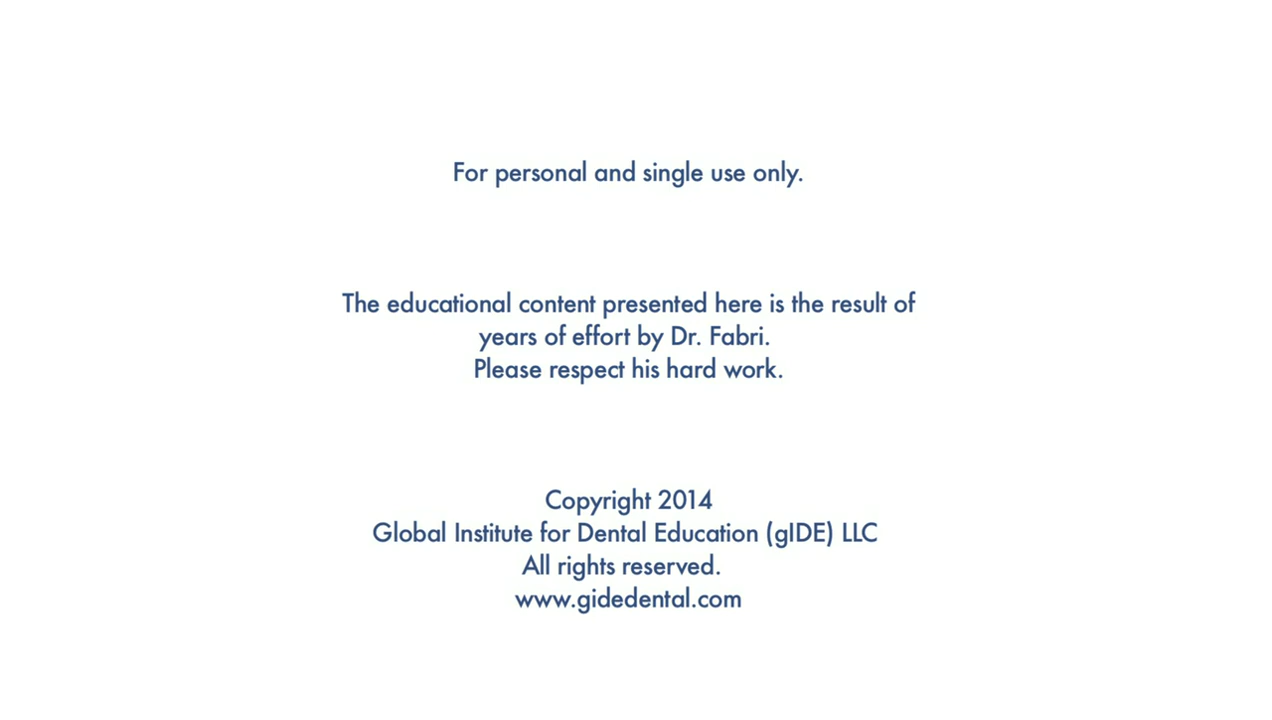 For personal and single use only.
The educational content presented here is the result of
years of effort by Dr. Fabri.
Please respect his hard work.
Copyright 2014
Global Institute for Dental Education (gIDE) LLC
All rights reserved.
www.gidedental.com